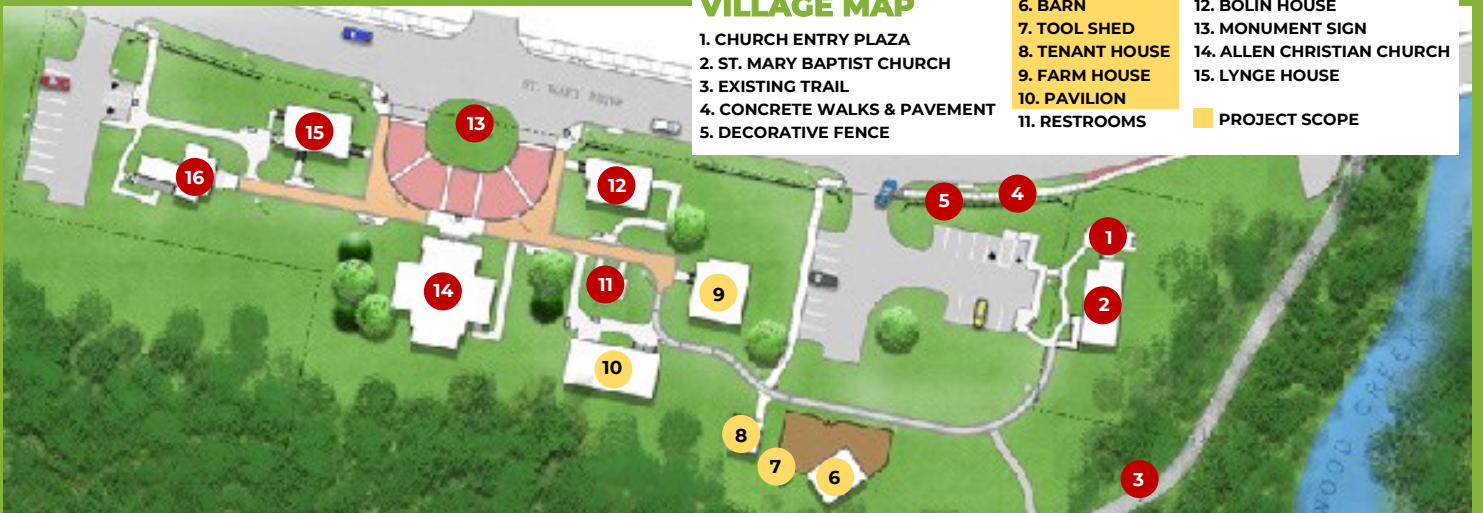 VILLAGE MAP
1. CHURCH ENTRY PLAZA
2. ST. MARY BAPTIST CHURCH
3. EXISTING TRAIL
4. CONCRETE WALKS & PAVEMENT
5. DECORATIVE FENCE
6. BARN
7. TOOL SHED
8. TENANT HOUSE
9. FARM HOUSE
10. PAVILION
11. RESTROOMS
12. BOLIN HOUSE
13. MONUMENT SIGN
14. ALLEN CHRISTIAN CHURCH
15. LYNGE HOUSE
PROJECT SCOPE
ST. MARY DRIVE
13
15
16
12
5
4
1
11
14
9
2
10
8
7
6
3
WOOD CREEK